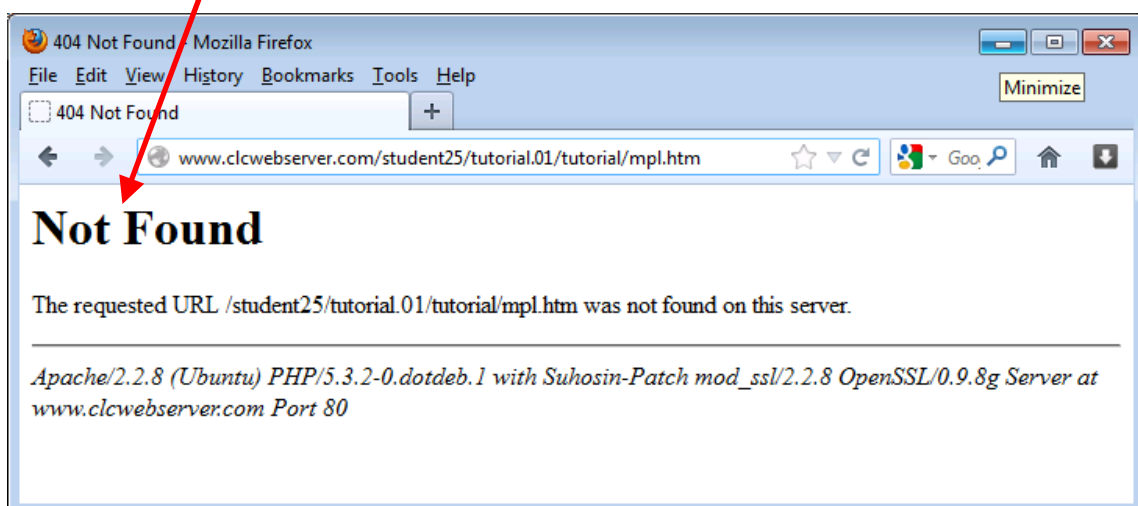 404 Not Found - Mozilla Firefox
File Edit View History Bookmarks Tools Help
Minimize
404 Not Found
+
www.clcwebserver.com/student25/tutorial.01/tutorial/mpl.htm
Goo
Not Found
The requested URL /student25/tutorial.01/tutorial/mpl.htm was not found on this server.
Apache/2.2.8 (Ubuntu) PHP/5.3.2-0.dotdeb.1 with Suhosin-Patch mod_ssl/2.2.8 OpenSSL/0.9.8g Server at
www.clcwebserver.com Port 80